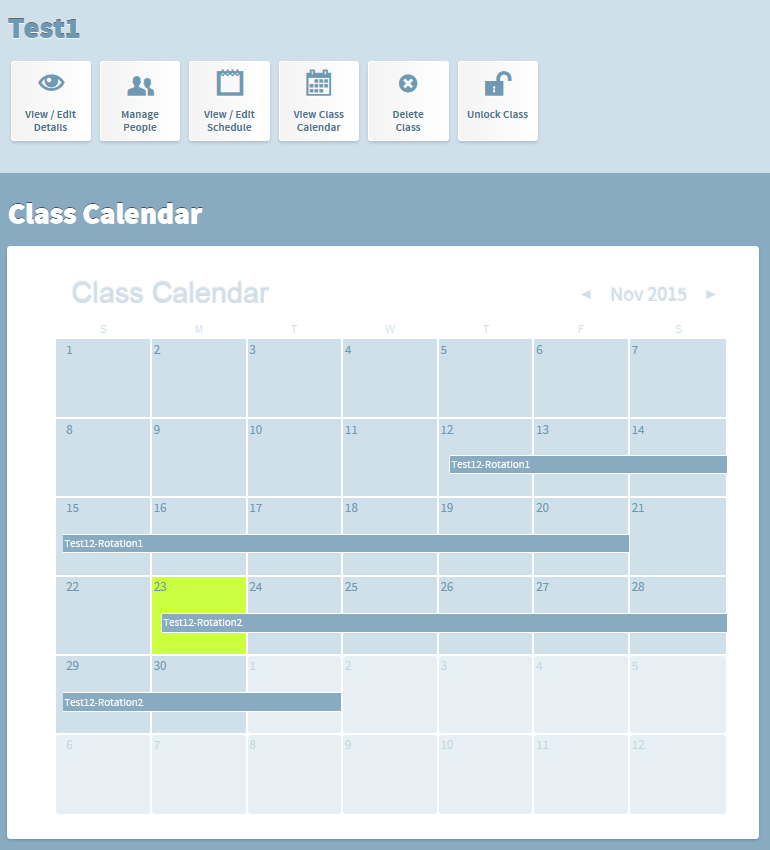 Test1
View / Edit Details
Manage People
View / Edit Schedule
View Class Calendar
Delete Class
Unlock Class
Class Calendar
Class Calendar
◄ Nov 2015 ►
S M T W T F S
1 2 3 4 5 6 7
8 9 10 11 12 13 14
Test12-Rotation1
15 16 17 18 19 20 21
Test12-Rotation1
22 23 24 25 26 27 28
Test12-Rotation2
29 30 1 2 3 4 5
Test12-Rotation2
6 7 8 9 10 11 12